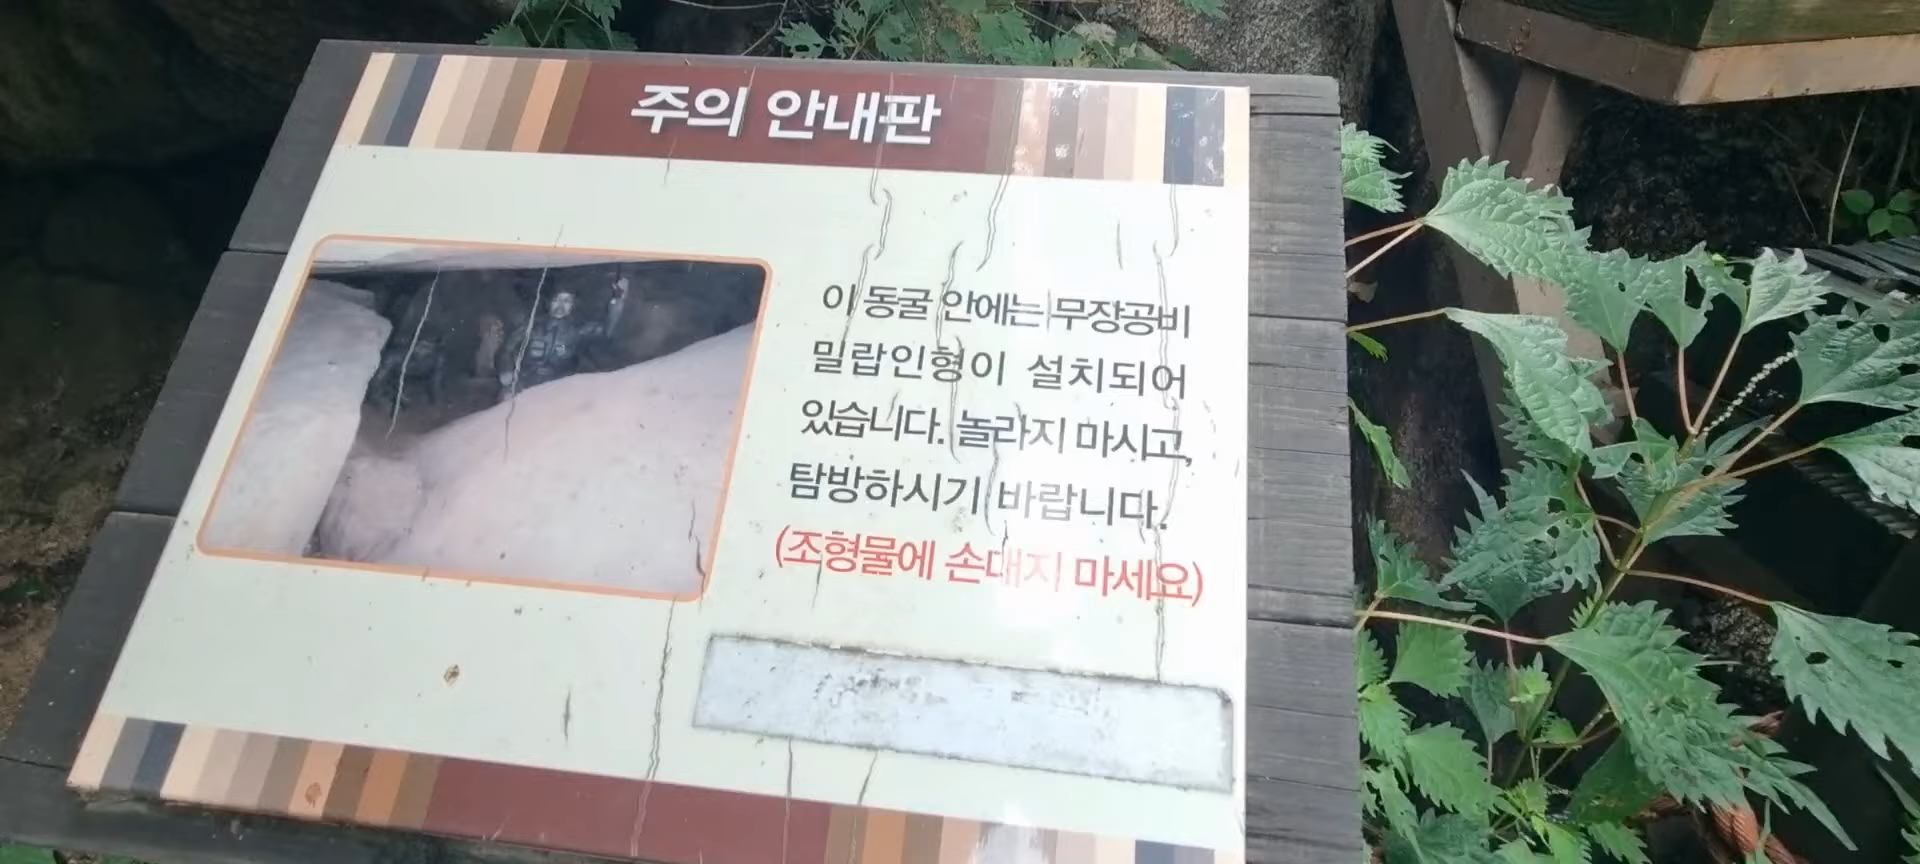 주의 안내판
이 동굴 안에는 무장공비
밀랍인형이 설치되어
있습니다. 놀라지 마시고,
탐방하시기 바랍니다.
(조형물에 손대지 마세요)